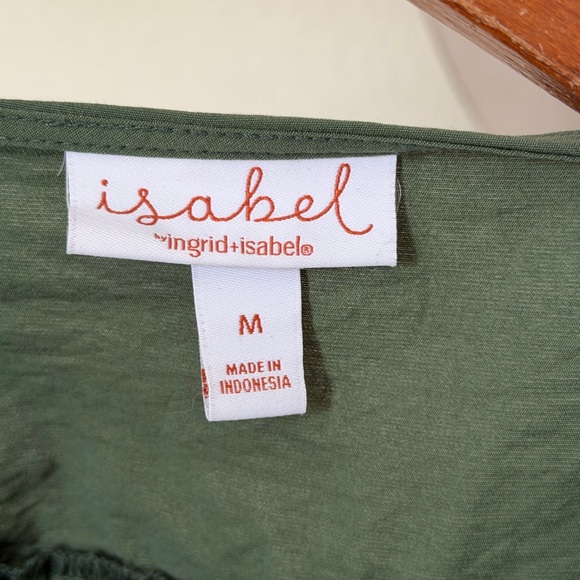 isabel
by ingrid+isabel®
M
MADE IN
INDONESIA